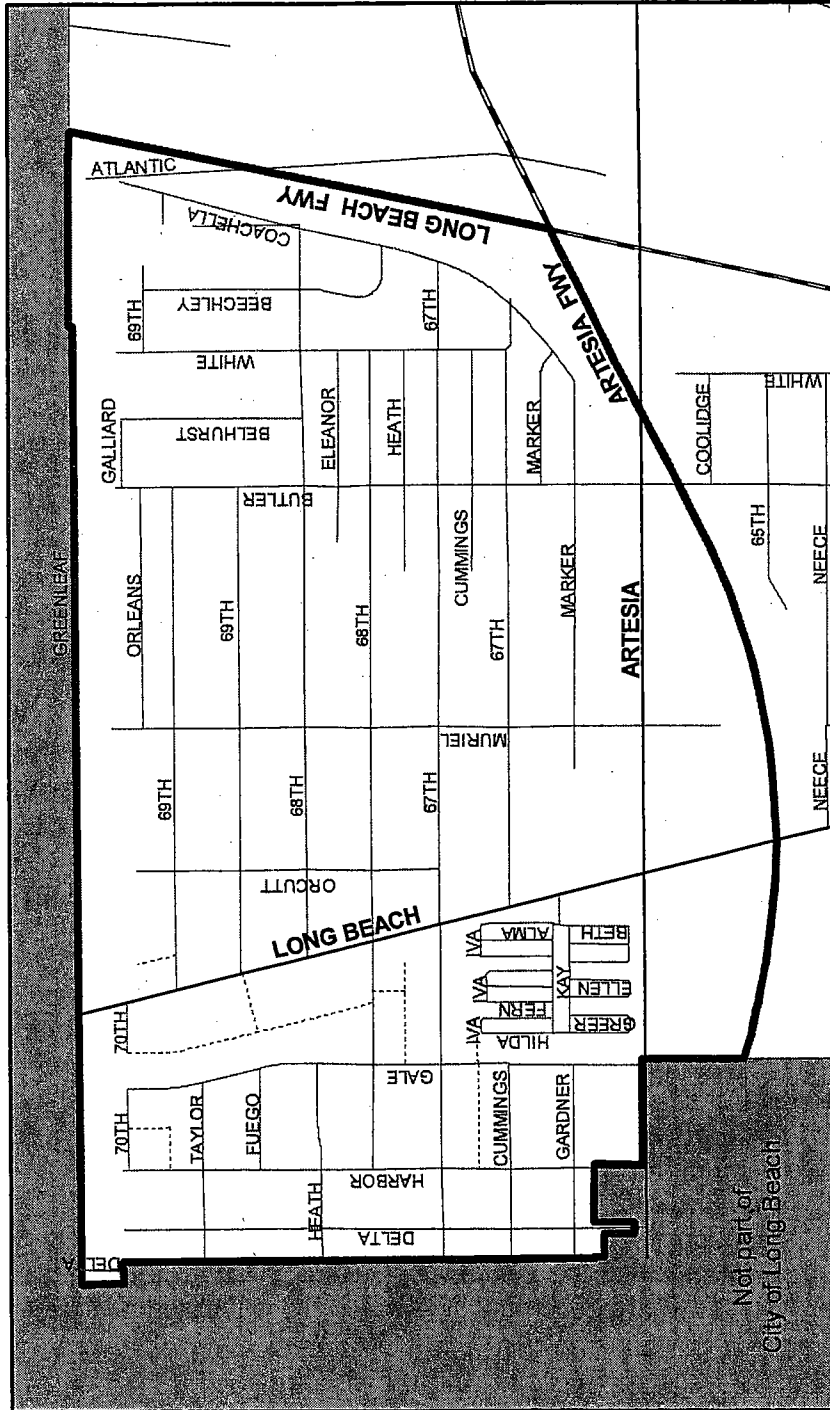 GREENLEAF
ATLANTIC
COACHELLA
LONG BEACH FWY
69TH
BEECHLEY
67TH
WHITE
ARTESIA FWY
GALLIARD
BELHURST
ELEANOR
HEATH
MARKER
COOLIDGE
WHITE
BUTLER
ORLEANS
69TH
68TH
CUMMINGS
67TH
MARKER
ARTESIA
65TH
NEECE
MURIEL
69TH
68TH
67TH
NEECE
ORCUTT
LONG BEACH
IVA
ALMA
BETH
IVA
KAY
ELLEN
FERN
IVA
HILDA
GREER
70TH
GALE
70TH
TAYLOR
FUEGO
CUMMINGS
GARDNER
HARBOR
HEATH
DELTA
DEL
A
Not part of
City of Long Beach